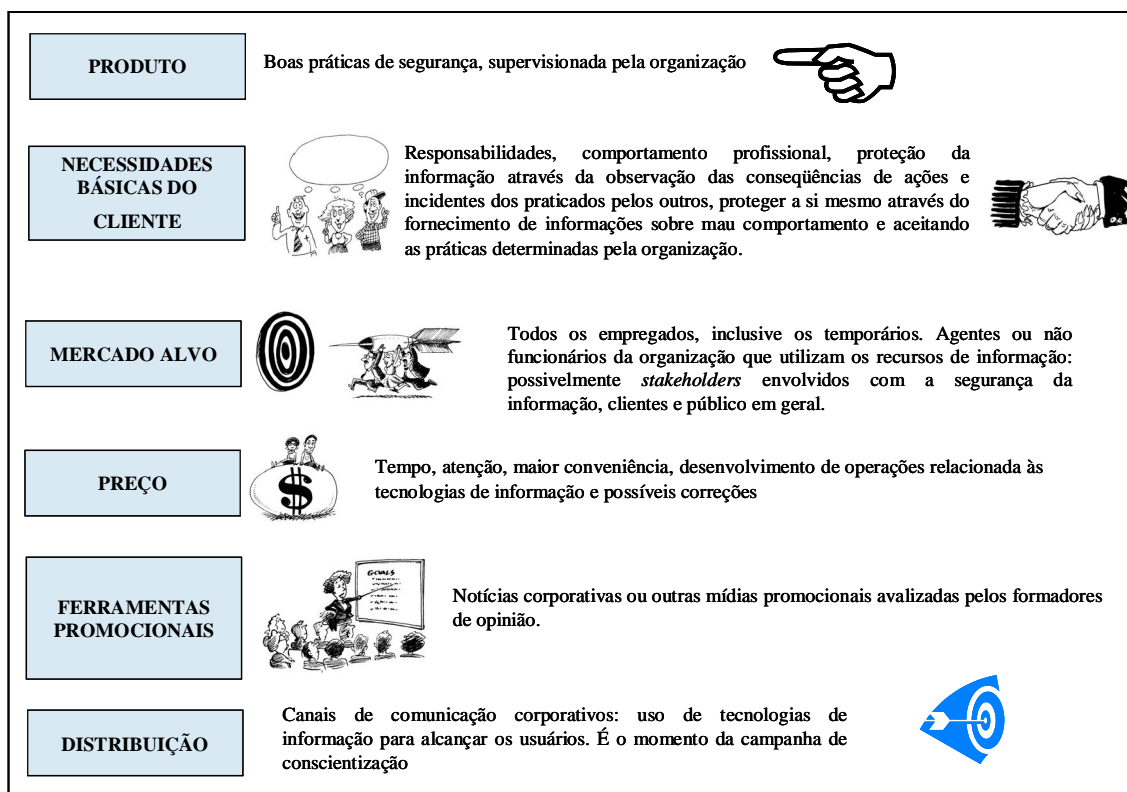 PRODUTO
Boas práticas de segurança, supervisionada pela organização
NECESSIDADES
BÁSICAS DO
CLIENTE
Responsabilidades, comportamento profissional, proteção da
informação através da observação das conseqüências de ações e
incidentes dos praticados pelos outros, proteger a si mesmo através do
fornecimento de informações sobre mau comportamento e aceitando
as práticas determinadas pela organização.
MERCADO ALVO
Todos os empregados, inclusive os temporários. Agentes ou não
funcionários da organização que utilizam os recursos de informação:
possivelmente stakeholders envolvidos com a segurança da
informação, clientes e público em geral.
PREÇO
$
Tempo, atenção, maior conveniência, desenvolvimento de operações relacionada às
tecnologias de informação e possíveis correções
FERRAMENTAS
PROMOCIONAIS
GOALS
Notícias corporativas ou outras mídias promocionais avalizadas pelos formadores
de opinião.
DISTRIBUIÇÃO
Canais de comunicação corporativos: uso de tecnologias de
informação para alcançar os usuários. É o momento da campanha de
conscientização